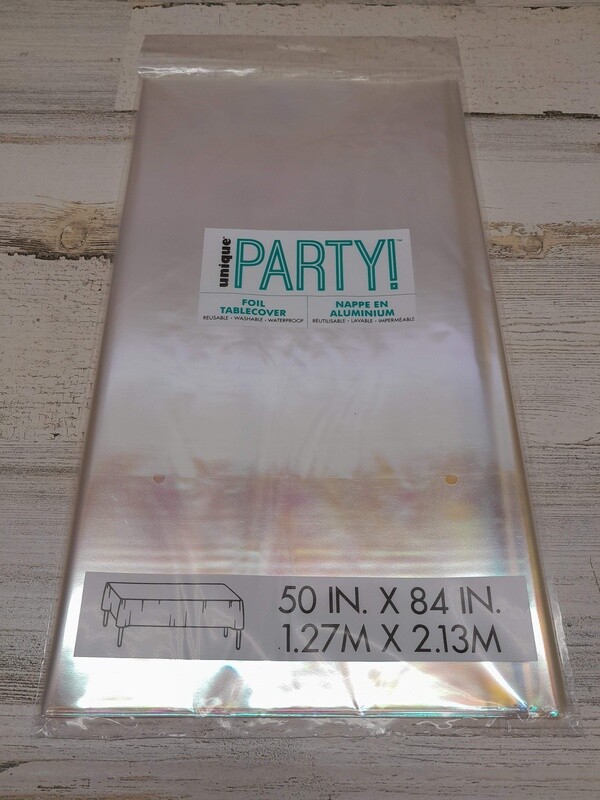 unique®
PARTY!™
FOIL
TABLECOVER
REUSABLE • WASHABLE • WATERPROOF
NAPPE EN
ALUMINIUM
RÉUTILISABLE • LAVABLE • IMPERMÉABLE
50 IN. X 84 IN.
1.27M X 2.13M